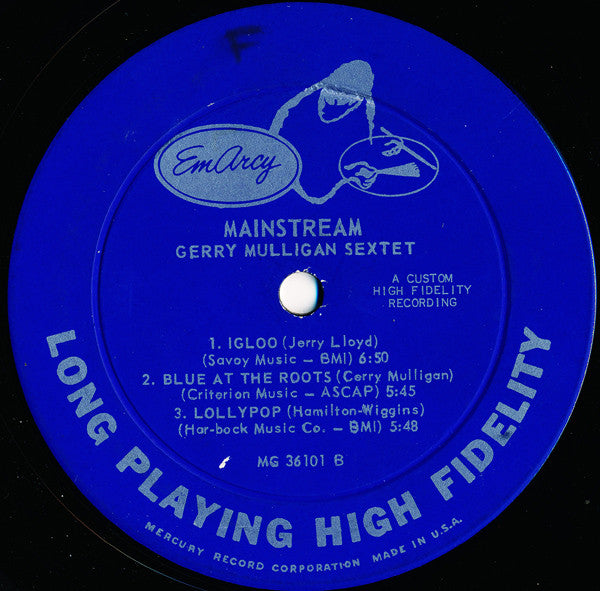 F
EmArcy
MAINSTREAM
GERRY MULLIGAN SEXTET
A CUSTOM
HIGH FIDELITY
RECORDING
1. IGLOO (Jerry Lloyd)
(Savoy Music – BMI) 6:50
2. BLUE AT THE ROOTS (Gerry Mulligan)
(Criterion Music – ASCAP) 5:45
3. LOLLYPOP (Hamilton-Wiggins)
(Har-bock Music Co. – BMI) 5:48
MG 36101 B
LONG PLAYING HIGH FIDELITY
MERCURY RECORD CORPORATION MADE IN U.S.A.